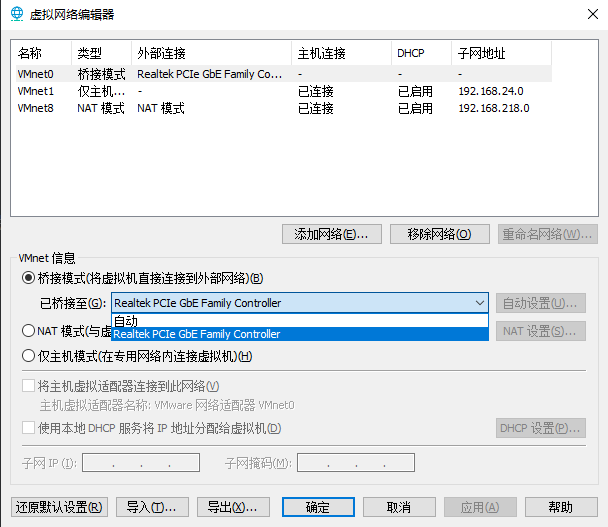 虚拟网络编辑器
名称 类型 外部连接 主机连接 DHCP 子网地址
VMnet0 桥接模式 Realtek PCIe GbE Family Co... - - -
VMnet1 仅主机... - 已连接 已启用 192.168.24.0
VMnet8 NAT 模式 NAT 模式 已连接 已启用 192.168.218.0
添加网络(E)... 移除网络(O) 重命名网络(W)...
VMnet 信息
桥接模式(将虚拟机直接连接到外部网络)(B)
已桥接至(G): Realtek PCIe GbE Family Controller 自动设置(U)...
自动
NAT 模式(与虚 Realtek PCIe GbE Family Controller NAT 设置(S)...
仅主机模式(在专用网络内连接虚拟机)(H)
将主机虚拟适配器连接到此网络(V)
主机虚拟适配器名称: VMware 网络适配器 VMnet0
使用本地 DHCP 服务将 IP 地址分配给虚拟机(D) DHCP 设置(P)...
子网 IP (I): . . . 子网掩码(M): . . .
还原默认设置(R) 导入(T)... 导出(X)... 确定 取消 应用(A) 帮助